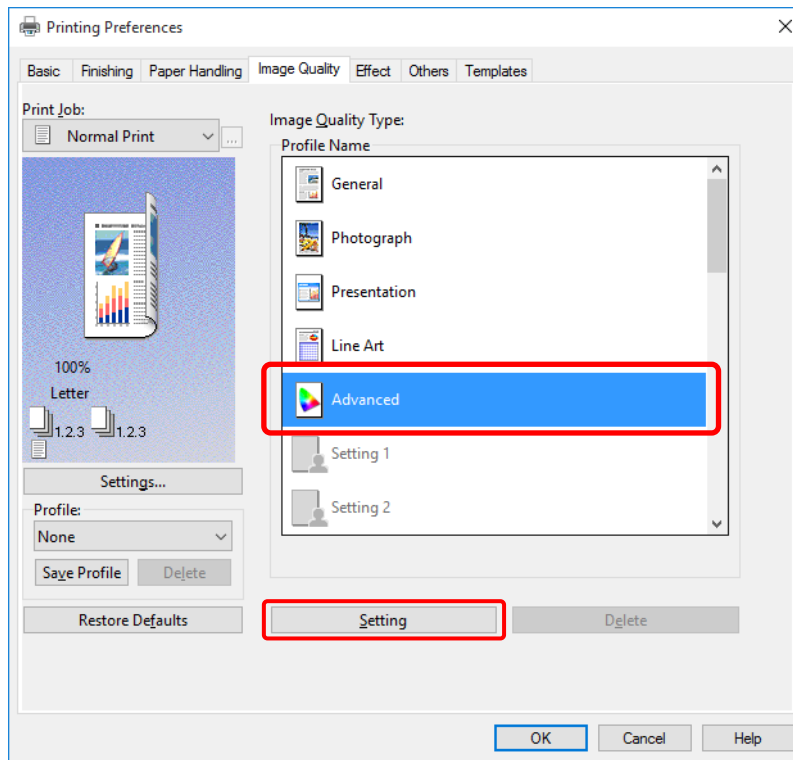 Printing Preferences
Basic Finishing Paper Handling Image Quality Effect Others Templates
Print Job:
Normal Print
...
100%
Letter
1.2.3 1.2.3
Settings...
Profile:
None
Save Profile Delete
Restore Defaults
Image Quality Type:
Profile Name
General
Photograph
Presentation
Line Art
Advanced
Setting 1
Setting 2
Setting Delete
OK Cancel Help